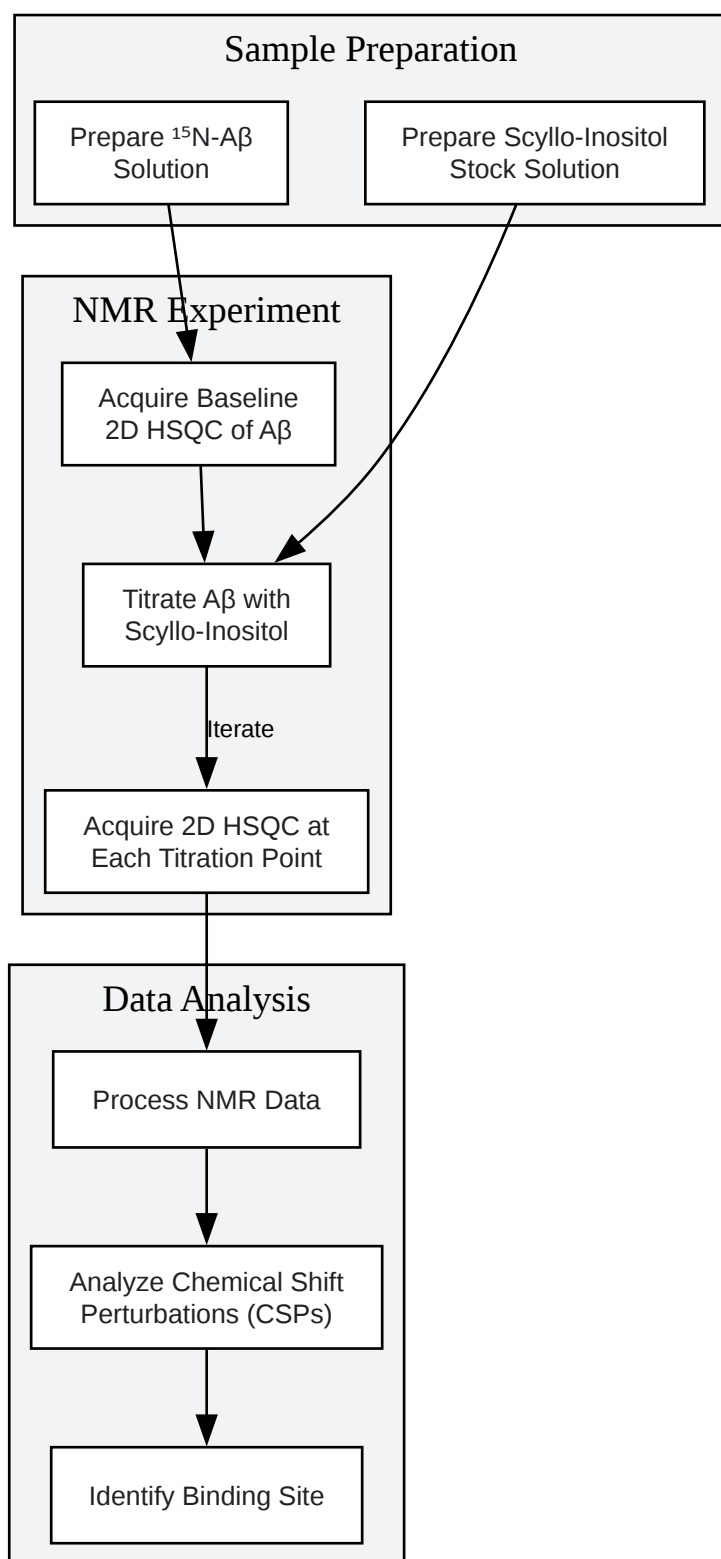 Sample Preparation
Prepare ¹⁵N-Aβ
Solution
Prepare Scyllo-Inositol
Stock Solution
NMR Experiment
Acquire Baseline
2D HSQC of Aβ
Titrate Aβ with
Scyllo-Inositol
Iterate
Acquire 2D HSQC at
Each Titration Point
Data Analysis
Process NMR Data
Analyze Chemical Shift
Perturbations (CSPs)
Identify Binding Site